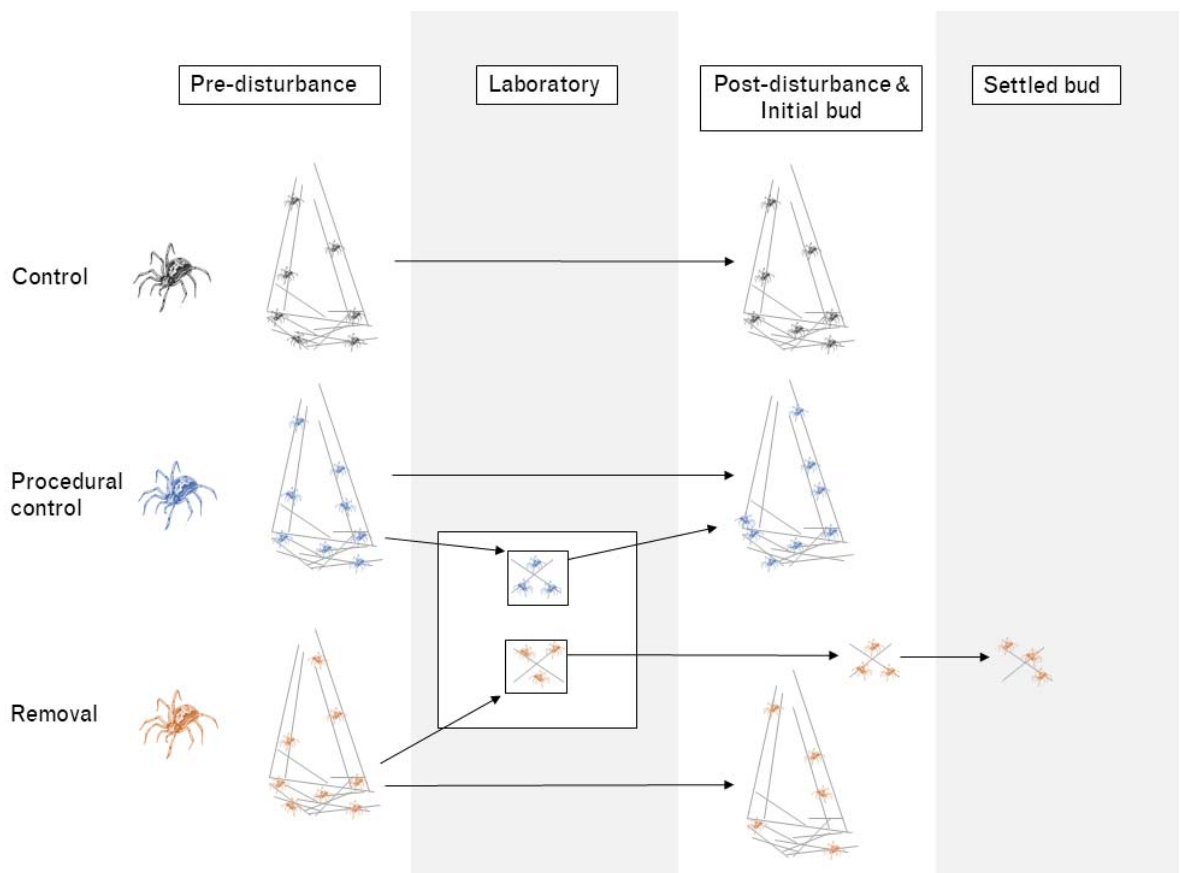 Pre-disturbance
Laboratory
Post-disturbance &
Initial bud
Settled bud
Control
Procedural
control
Removal